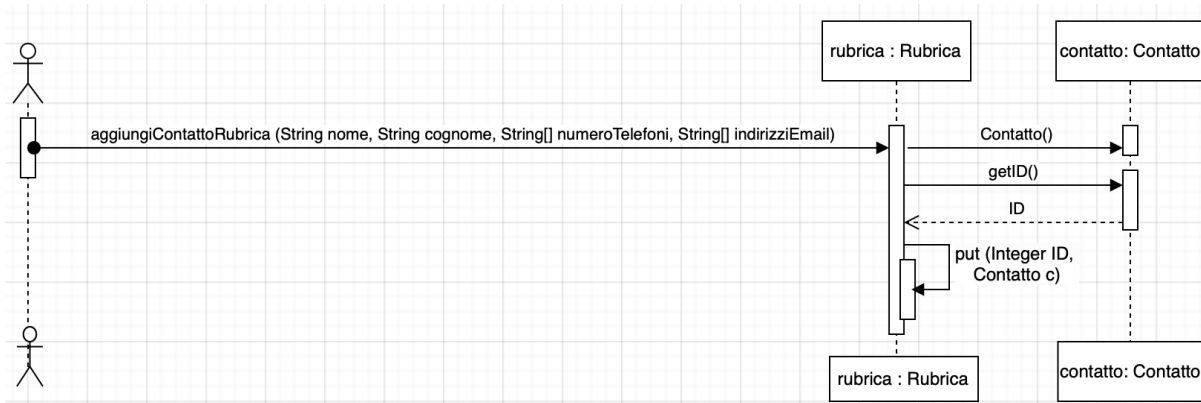 rubrica : Rubrica
contatto: Contatto
aggiungiContattoRubrica (String nome, String cognome, String[] numeroTelefoni, String[] indirizziEmail)
Contatto()
getID()
ID
put (Integer ID,
Contatto c)
rubrica : Rubrica
contatto: Contatto